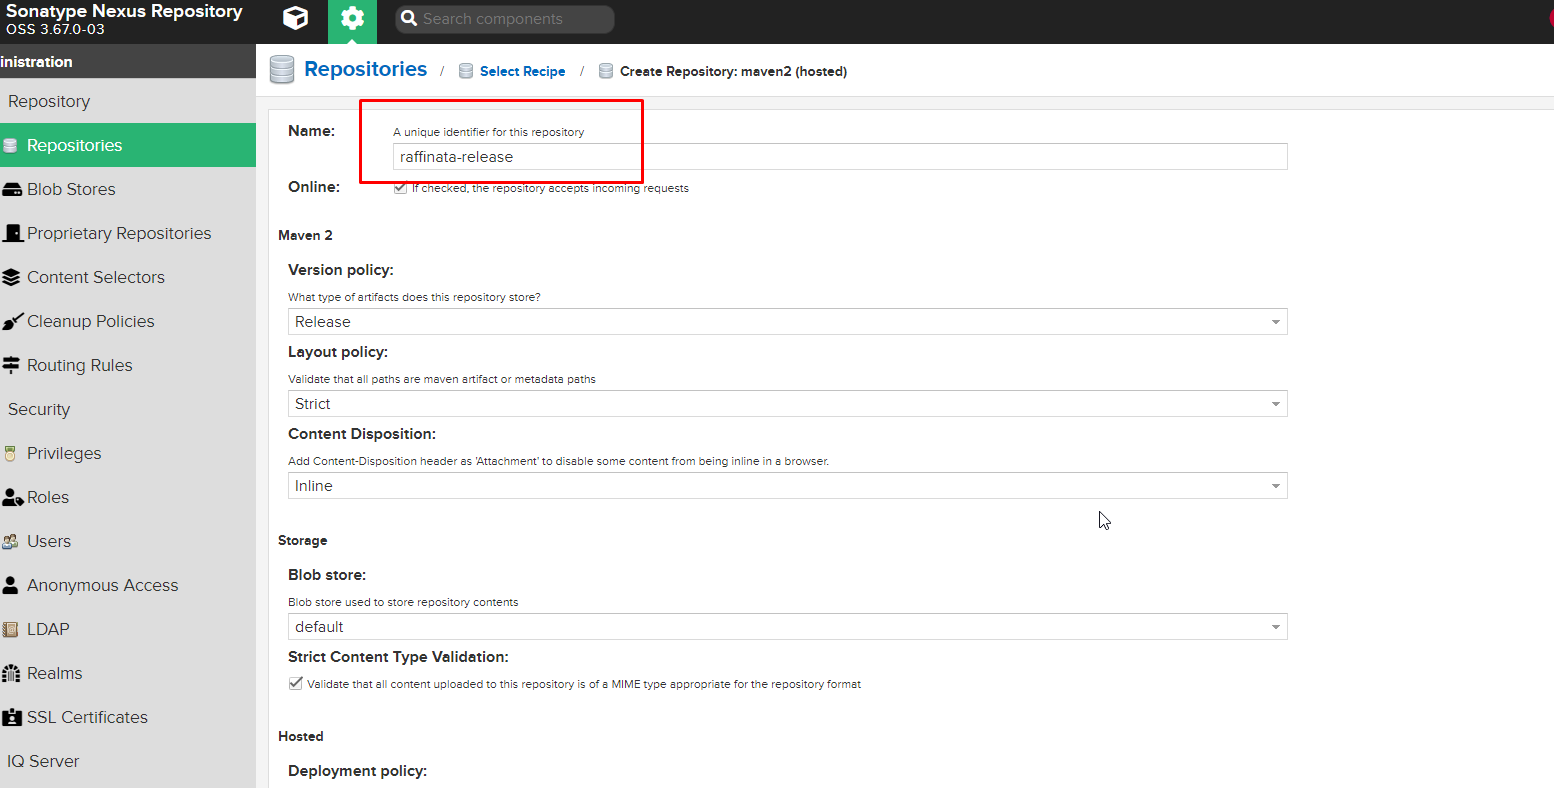 Sonatype Nexus Repository
OSS 3.67.0-03
Search components
inistration
Repository
Repositories
Blob Stores
Proprietary Repositories
Content Selectors
Cleanup Policies
Routing Rules
Security
Privileges
Roles
Users
Anonymous Access
LDAP
Realms
SSL Certificates
IQ Server
Repositories / Select Recipe / Create Repository: maven2 (hosted)
Name: A unique identifier for this repository
raffinata-release
Online: If checked, the repository accepts incoming requests
Maven 2
Version policy:
What type of artifacts does this repository store?
Release
Layout policy:
Validate that all paths are maven artifact or metadata paths
Strict
Content Disposition:
Add Content-Disposition header as 'Attachment' to disable some content from being inline in a browser.
Inline
Storage
Blob store:
Blob store used to store repository contents
default
Strict Content Type Validation:
Validate that all content uploaded to this repository is of a MIME type appropriate for the repository format
Hosted
Deployment policy: